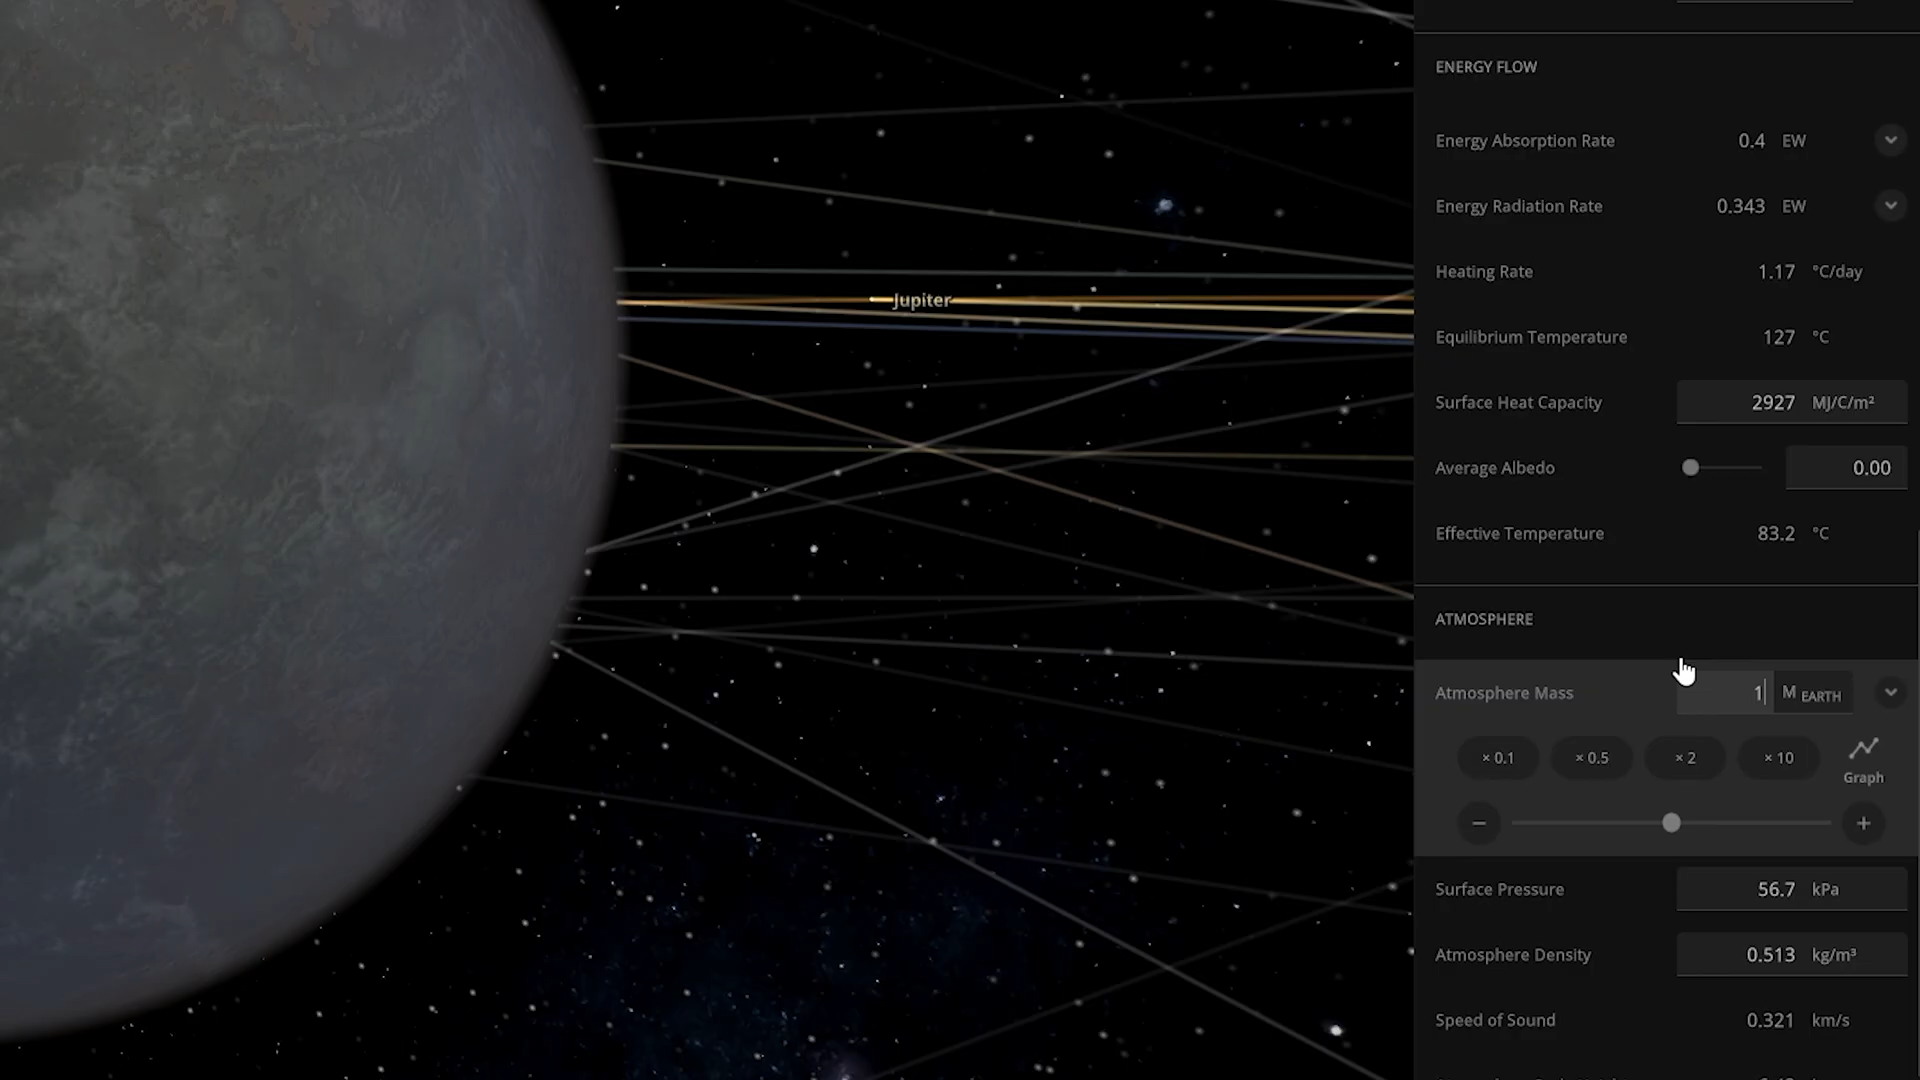 Jupiter
ENERGY FLOW
Energy Absorption Rate 0.4 EW
Energy Radiation Rate 0.343 EW
Heating Rate 1.17 °C/day
Equilibrium Temperature 127 °C
Surface Heat Capacity 2927 MJ/C/m²
Average Albedo 0.00
Effective Temperature 83.2 °C
ATMOSPHERE
Atmosphere Mass 1 M EARTH
× 0.1 × 0.5 × 2 × 10 Graph
− +
Surface Pressure 56.7 kPa
Atmosphere Density 0.513 kg/m³
Speed of Sound 0.321 km/s